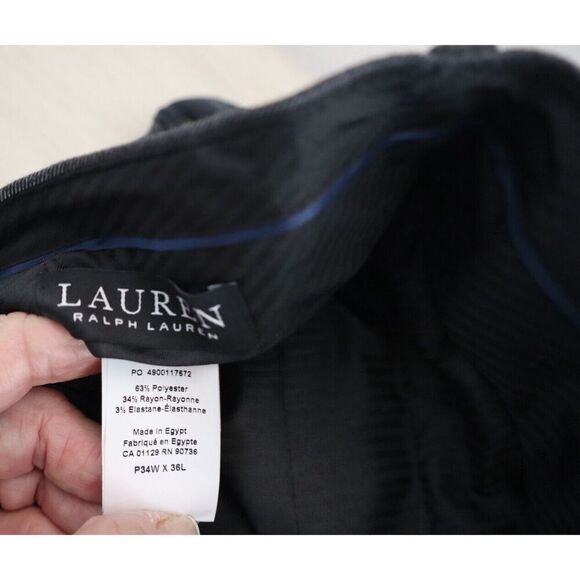 LAUREN
RALPH LAUREN
PO 4900117672
63% Polyester
34% Rayon-Rayonne
3% Elastane-Élasthanne
Made in Egypt
Fabriqué en Egypte
CA 01129 RN 90736
P34W X 36L